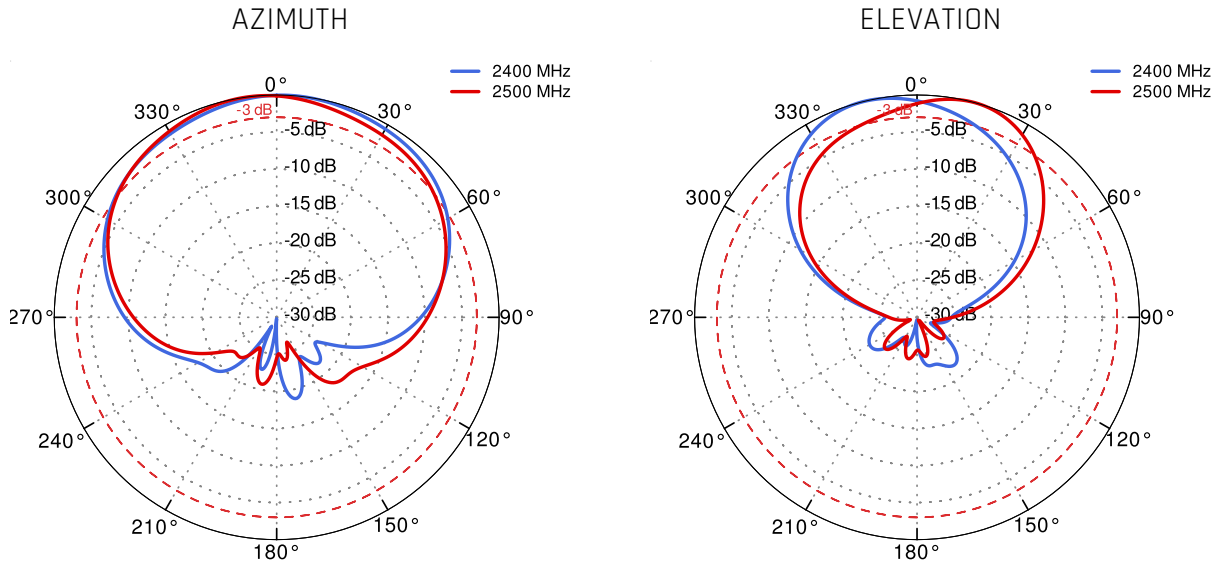 AZIMUTH
2400 MHz
2500 MHz
0°
30°
60°
90°
120°
150°
180°
210°
240°
270°
300°
330°
-3 dB
-5 dB
-10 dB
-15 dB
-20 dB
-25 dB
-30 dB
ELEVATION
2400 MHz
2500 MHz
0°
30°
60°
90°
120°
150°
180°
210°
240°
270°
300°
330°
-3 dB
-5 dB
-10 dB
-15 dB
-20 dB
-25 dB
-30 dB